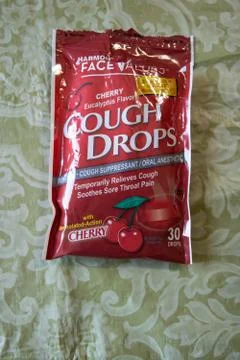 HARMON
FACE VALUES
CHERRY
Eucalyptus Flavor
COUGH
DROPS
COUGH SUPPRESSANT / ORAL ANESTHETIC
Temporarily Relieves Cough
Soothes Sore Throat Pain
with
CHERRY
30
DROPS